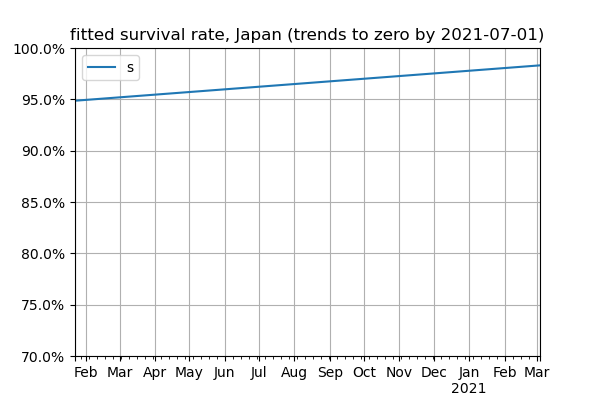 fitted survival rate, Japan (trends to zero by 2021-07-01)
100.0%
s
95.0%
90.0%
85.0%
80.0%
75.0%
70.0%
Feb Mar Apr May Jun Jul Aug Sep Oct Nov Dec Jan Feb Mar
2021